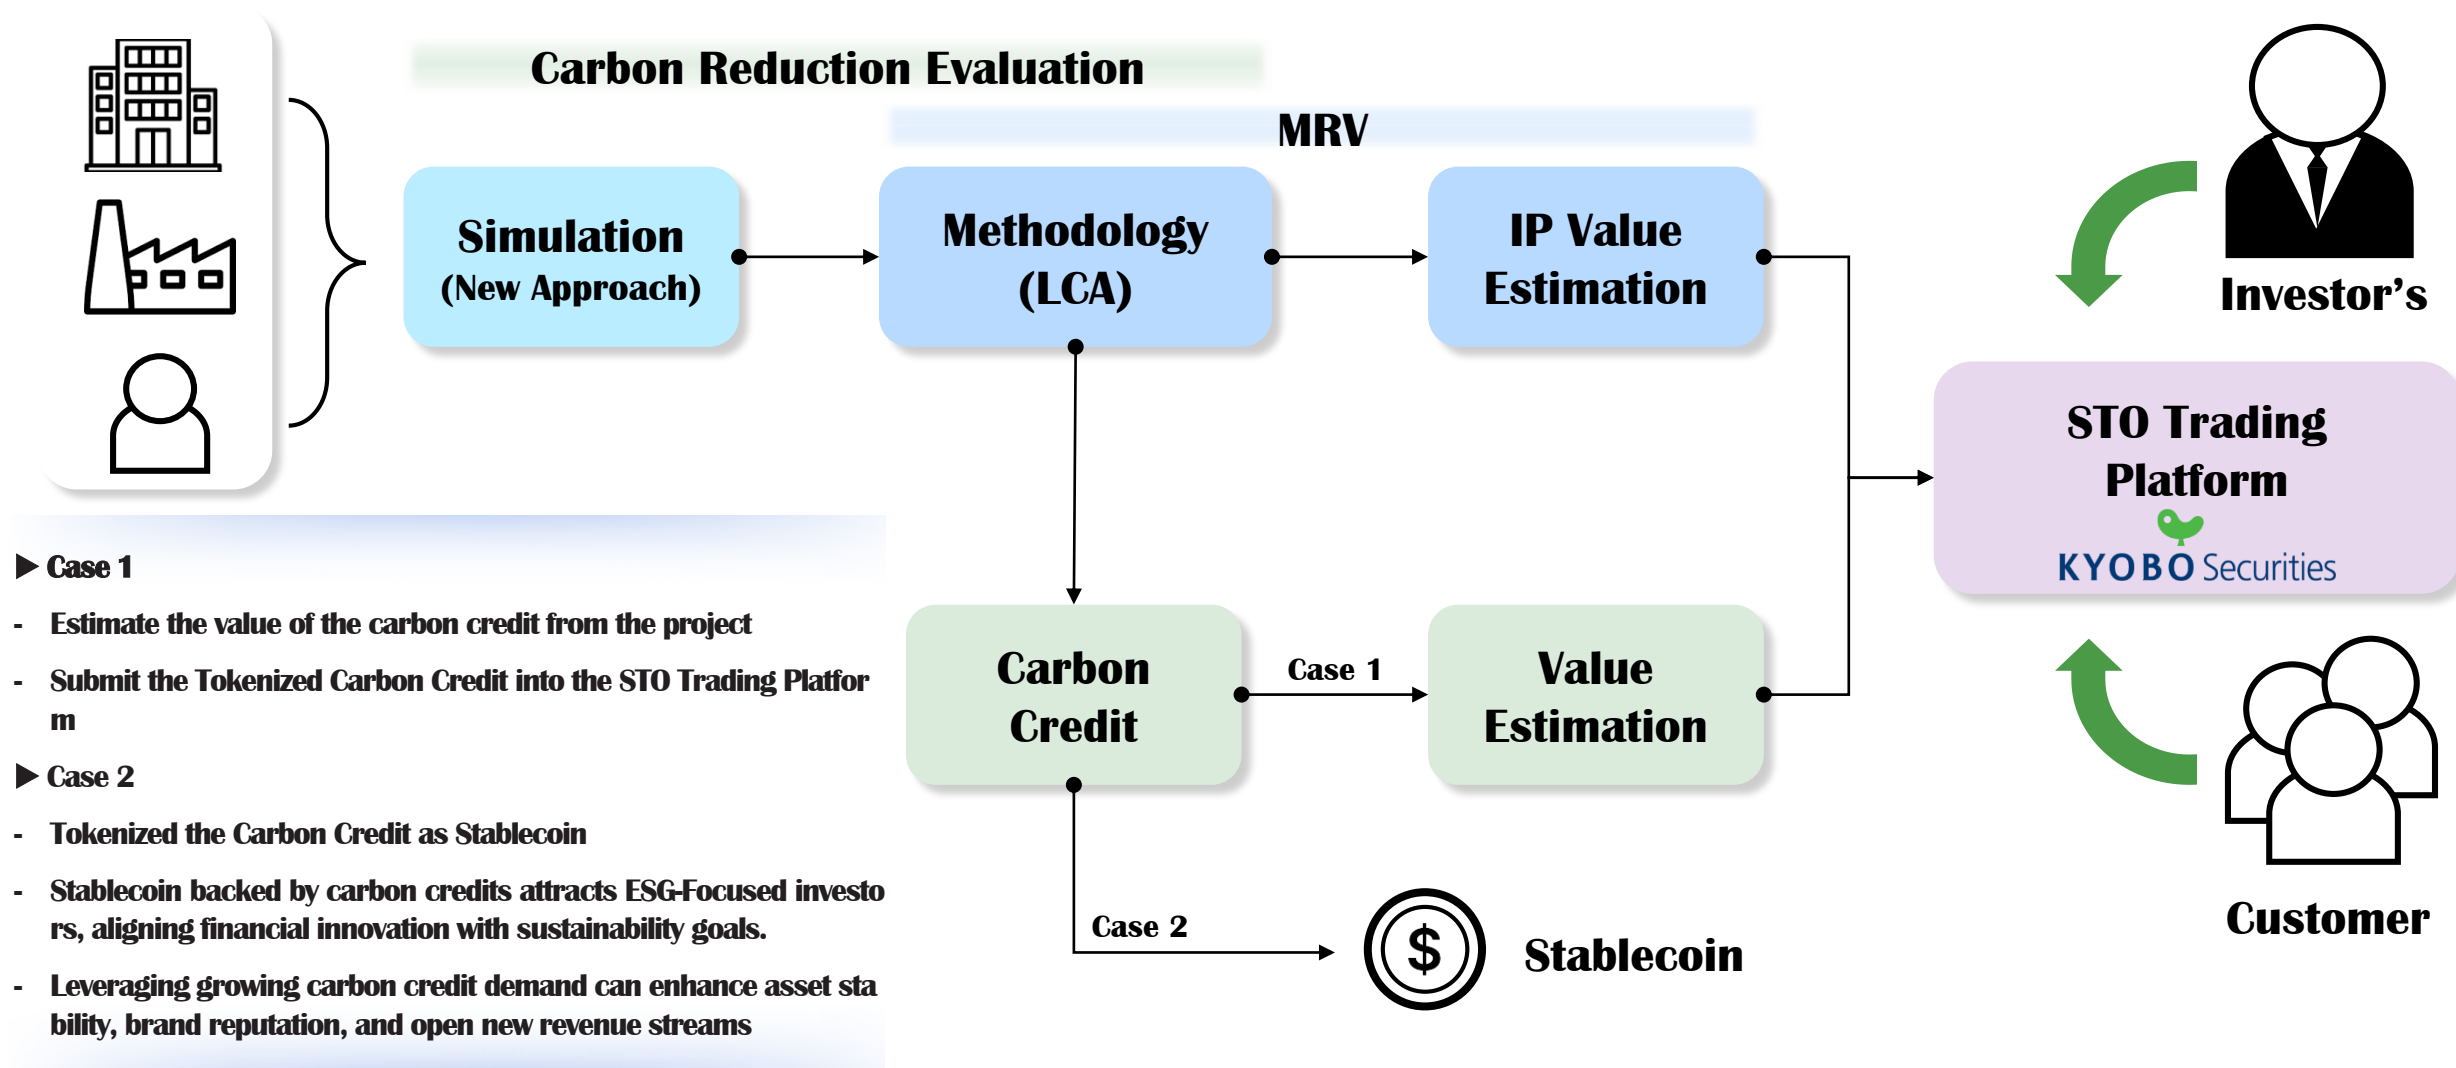 Carbon Reduction Evaluation
MRV
Simulation
(New Approach)
Methodology
(LCA)
IP Value
Estimation
Investor’s
STO Trading
Platform
KYOBO Securities
Carbon
Credit
Case 1
Value
Estimation
Case 2
$
Stablecoin
Customer
▶ Case 1
- Estimate the value of the carbon credit from the project
- Submit the Tokenized Carbon Credit into the STO Trading Platfor
m
▶ Case 2
- Tokenized the Carbon Credit as Stablecoin
- Stablecoin backed by carbon credits attracts ESG-Focused investo
rs, aligning financial innovation with sustainability goals.
- Leveraging growing carbon credit demand can enhance asset sta
bility, brand reputation, and open new revenue streams